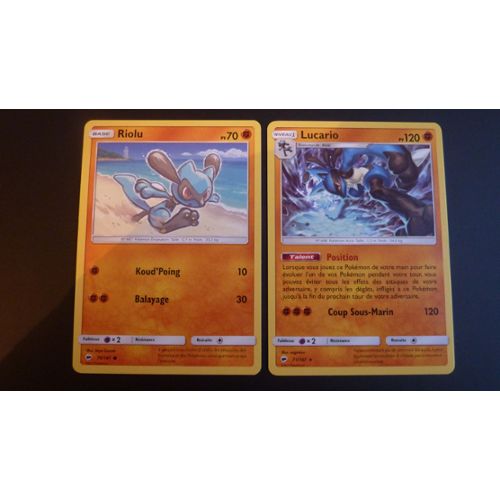 BASE Riolu PV70
Koud'Poing 10
Balayage 30
Faiblesse ×2 Résistance Retraite
NIVEAU 1 Lucario PV120
Talent Position
Lorsque vous jouez ce Pokémon de votre main pour faire
évoluer l'un de vos Pokémon pendant votre tour, vous
pouvez éviter tous les effets des attaques de votre
adversaire, y compris les dégâts, infligés à ce Pokémon
jusqu'à la fin du prochain tour de votre adversaire.
Coup Sous-Marin 120
Faiblesse ×2 Résistance Retraite